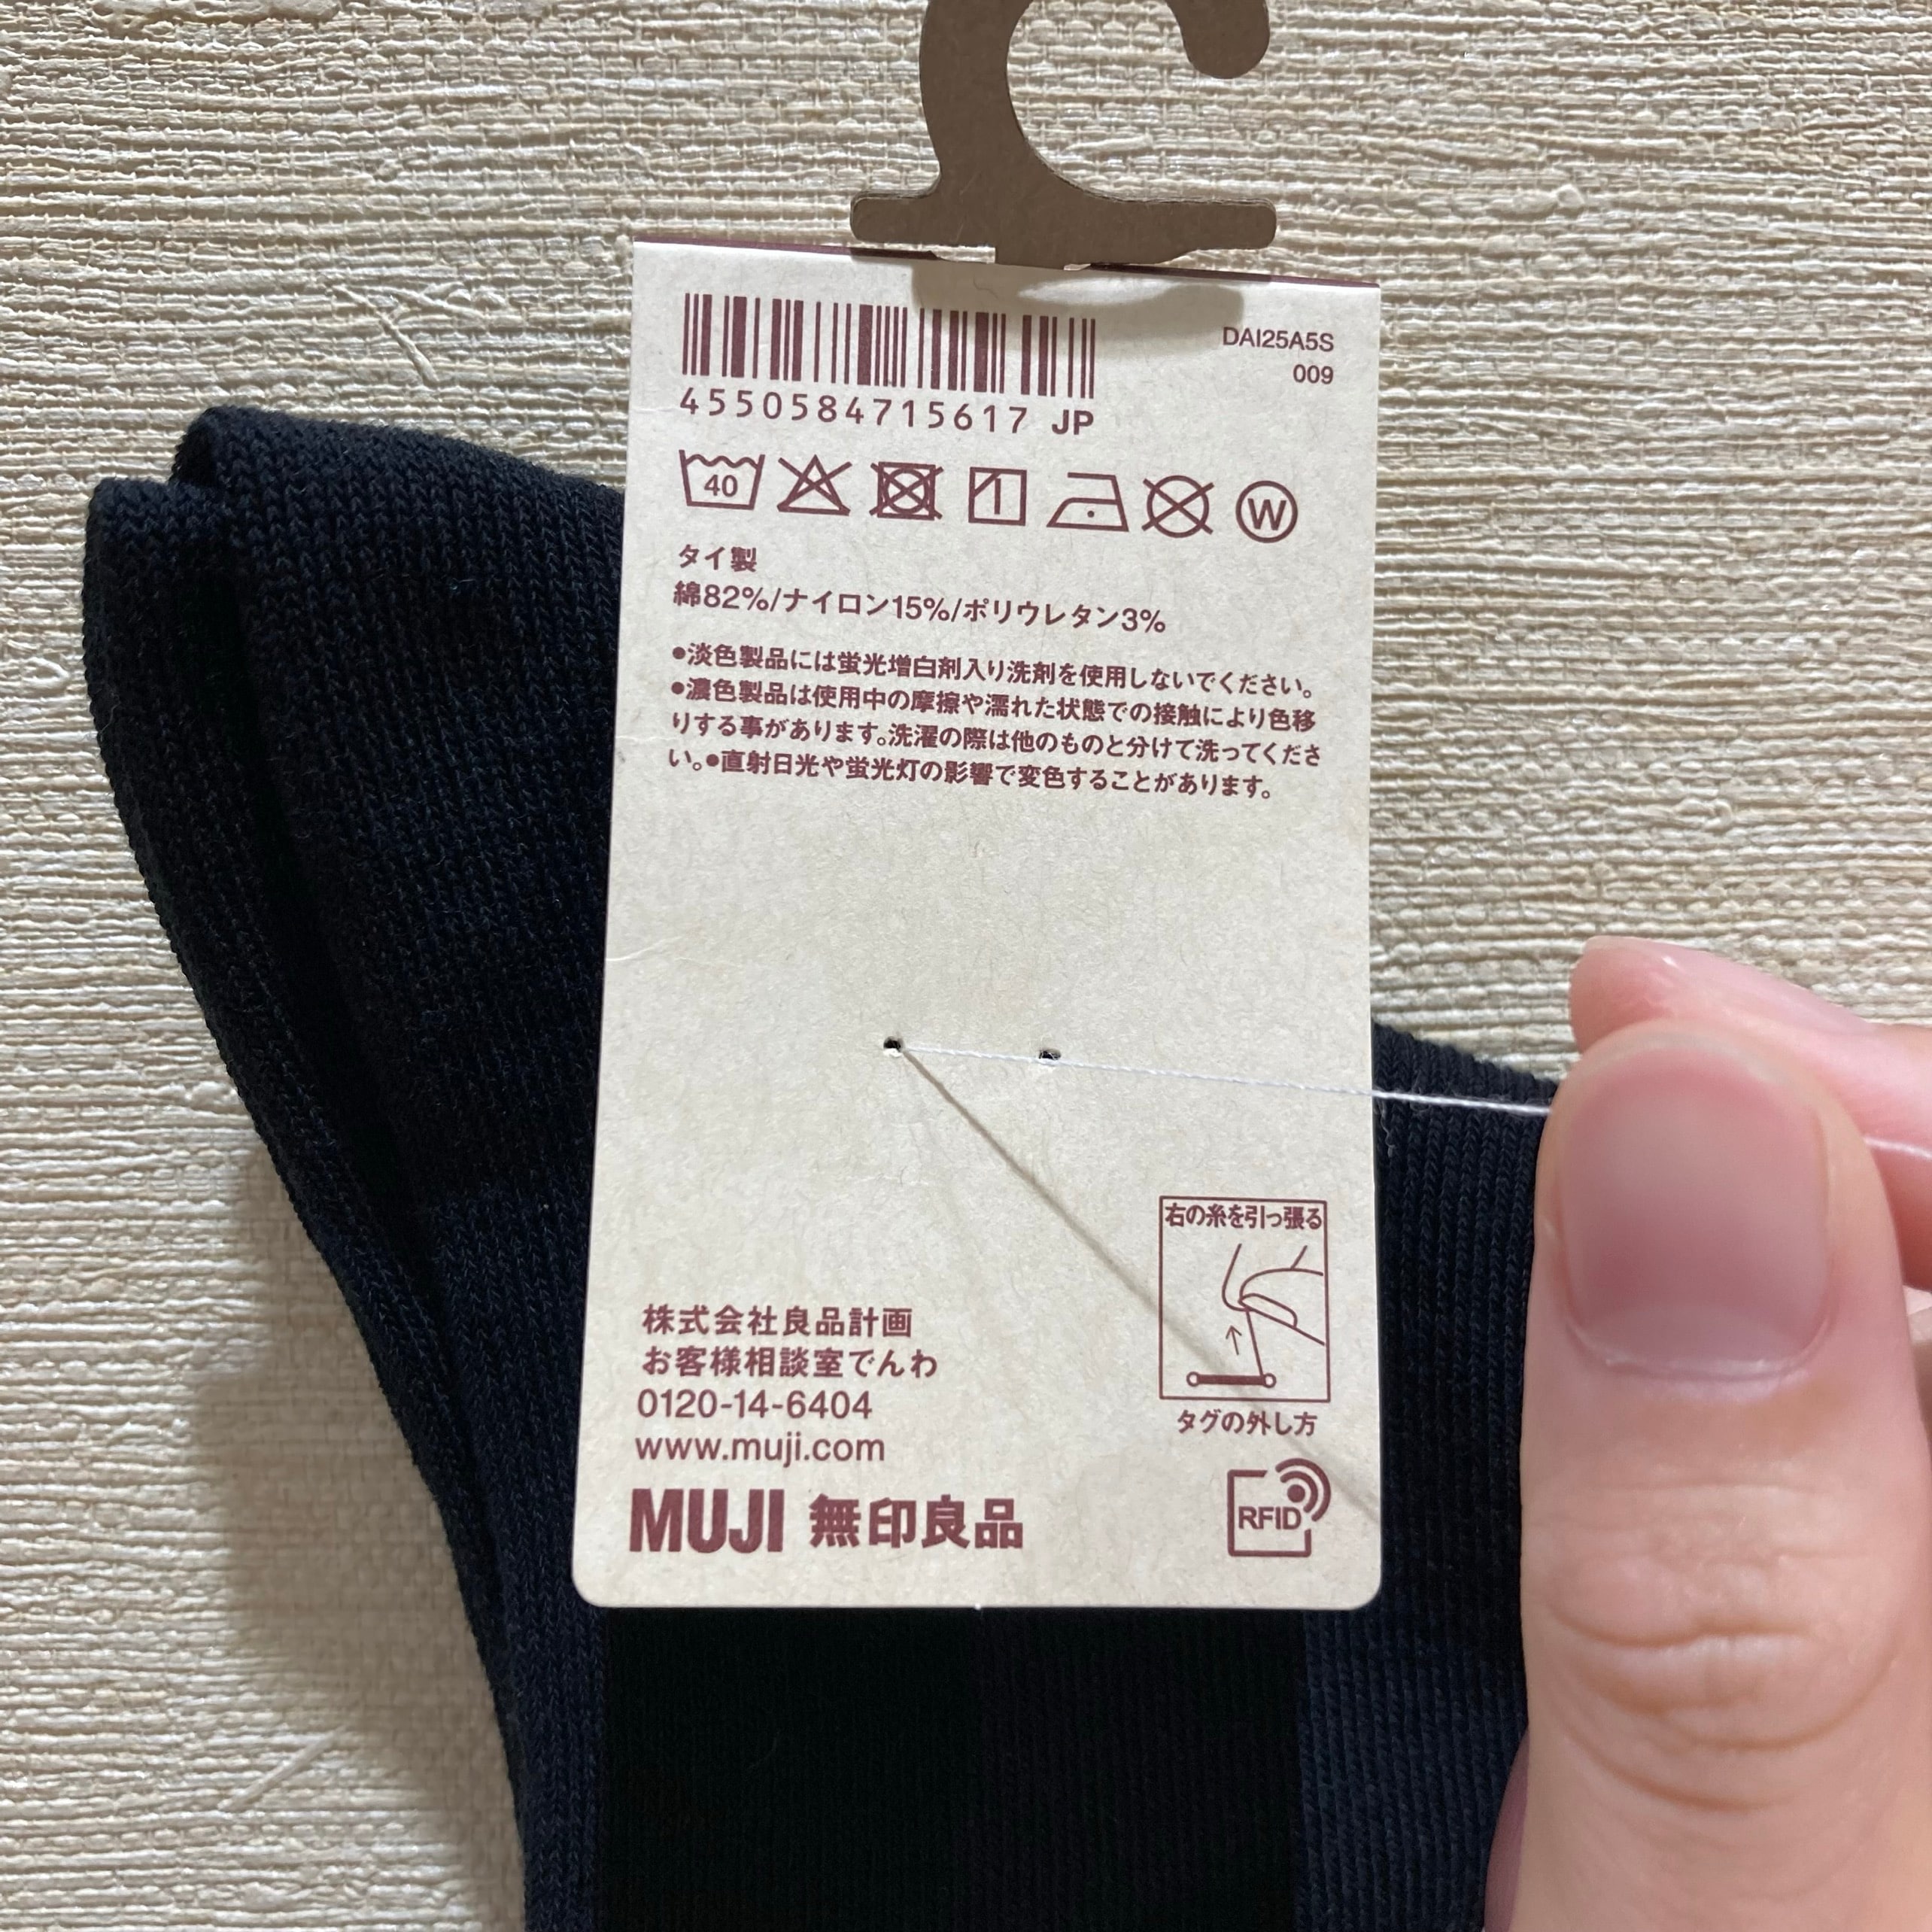 DAI25A5S
009
4550584715617 JP
40
W
タイ製
綿82%/ナイロン15%/ポリウレタン3%
●淡色製品には蛍光増白剤入り洗剤を使用しないでください。
●濃色製品は使用中の摩擦や濡れた状態での接触により色移
りする事があります。洗濯の際は他のものと分けて洗ってくださ
い。●直射日光や蛍光灯の影響で変色することがあります。
右の糸を引っ張る
タグの外し方
株式会社良品計画
お客様相談室でんわ
0120-14-6404
www.muji.com
MUJI 無印良品
RFID